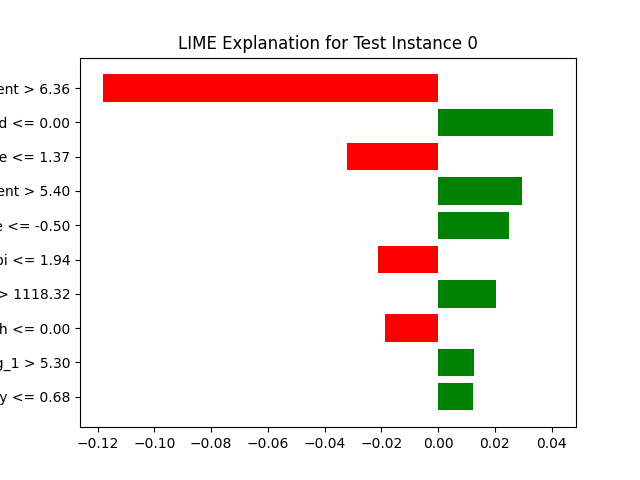 LIME Explanation for Test Instance 0
ent > 6.36
d <= 0.00
e <= 1.37
ent > 5.40
e <= -0.50
bi <= 1.94
> 1118.32
h <= 0.00
g_1 > 5.30
y <= 0.68
−0.12 −0.10 −0.08 −0.06 −0.04 −0.02 0.00 0.02 0.04